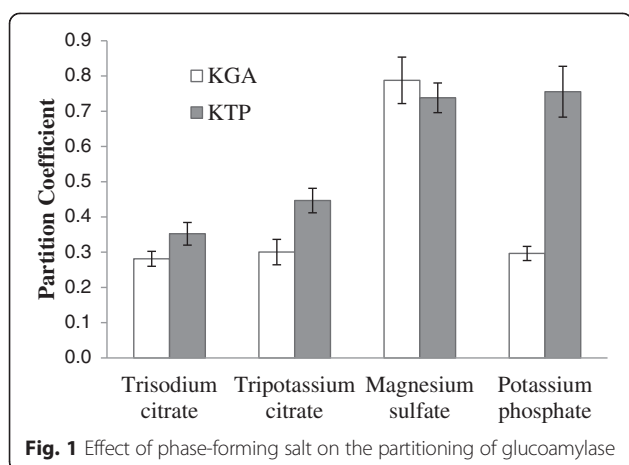 0.9
0.8
0.7
0.6
0.5
0.4
0.3
0.2
0.1
0.0
Partition Coefficient
KGA
KTP
Trisodium citrate
Tripotassium citrate
Magnesium sulfate
Potassium phosphate
Fig. 1 Effect of phase-forming salt on the partitioning of glucoamylase